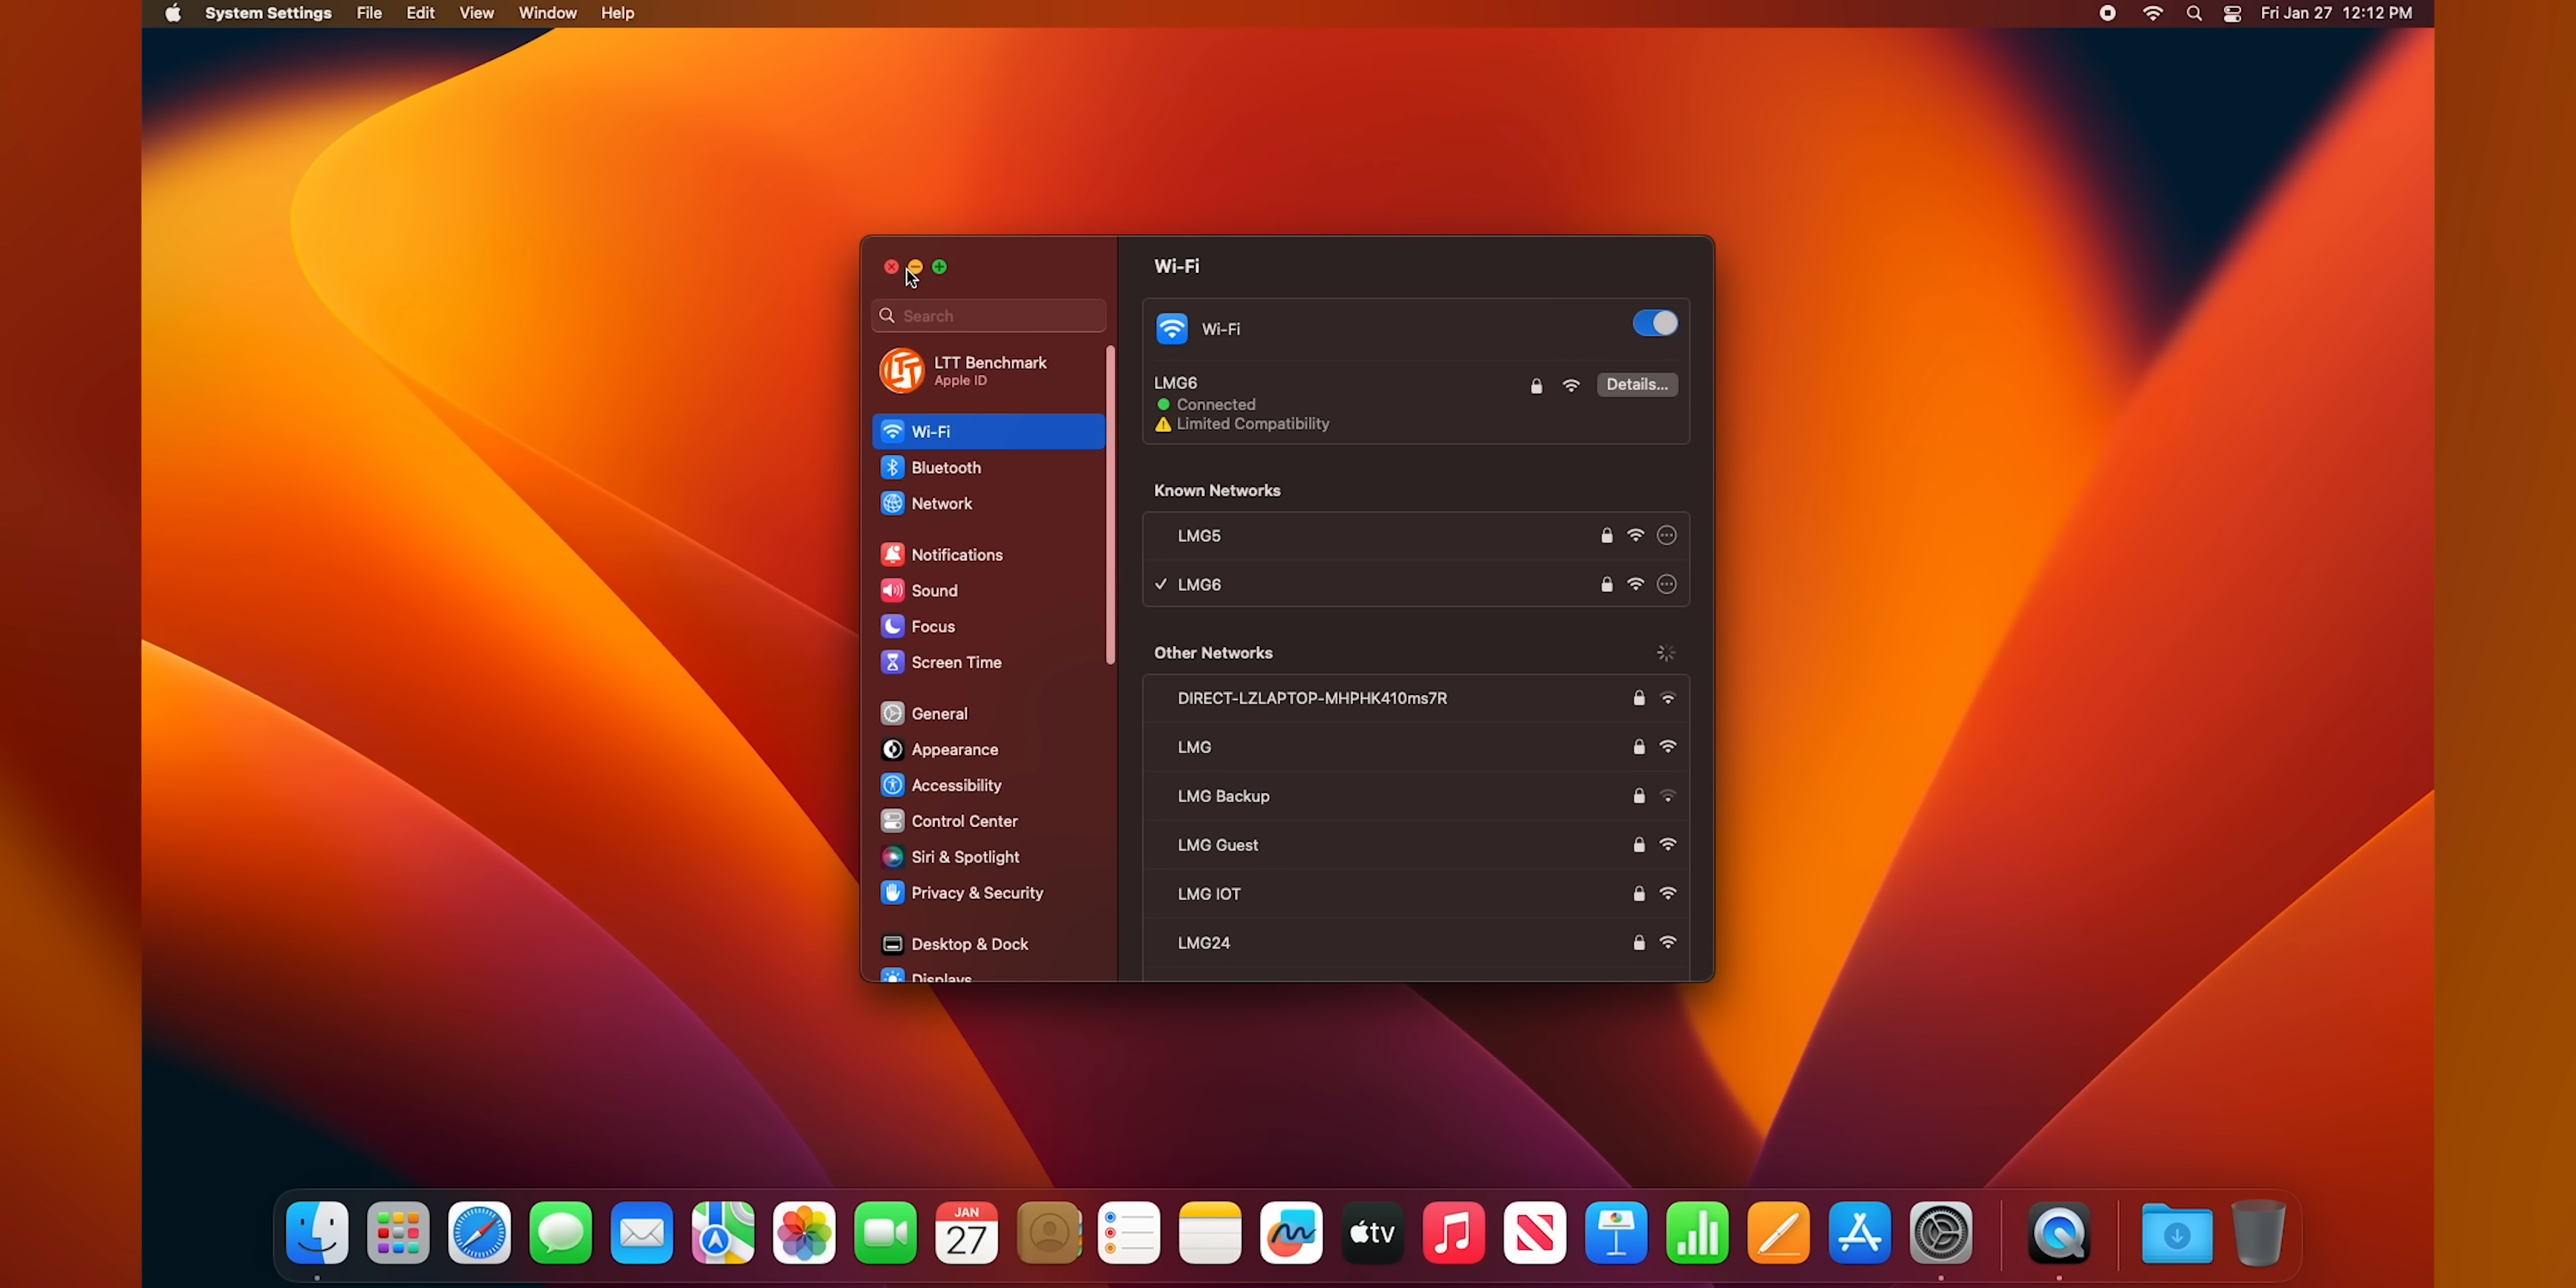 System Settings File Edit View Window Help Fri Jan 27 12:12 PM
Search
LTT Benchmark
Apple ID
Wi-Fi
Bluetooth
Network
Notifications
Sound
Focus
Screen Time
General
Appearance
Accessibility
Control Center
Siri & Spotlight
Privacy & Security
Desktop & Dock
Displays
Wi-Fi
Wi-Fi
LMG6 Details...
Connected
Limited Compatibility
Known Networks
LMG5
LMG6
Other Networks
DIRECT-LZLAPTOP-MHPHK410ms7R
LMG
LMG Backup
LMG Guest
LMG IOT
LMG24
JAN
27
tv